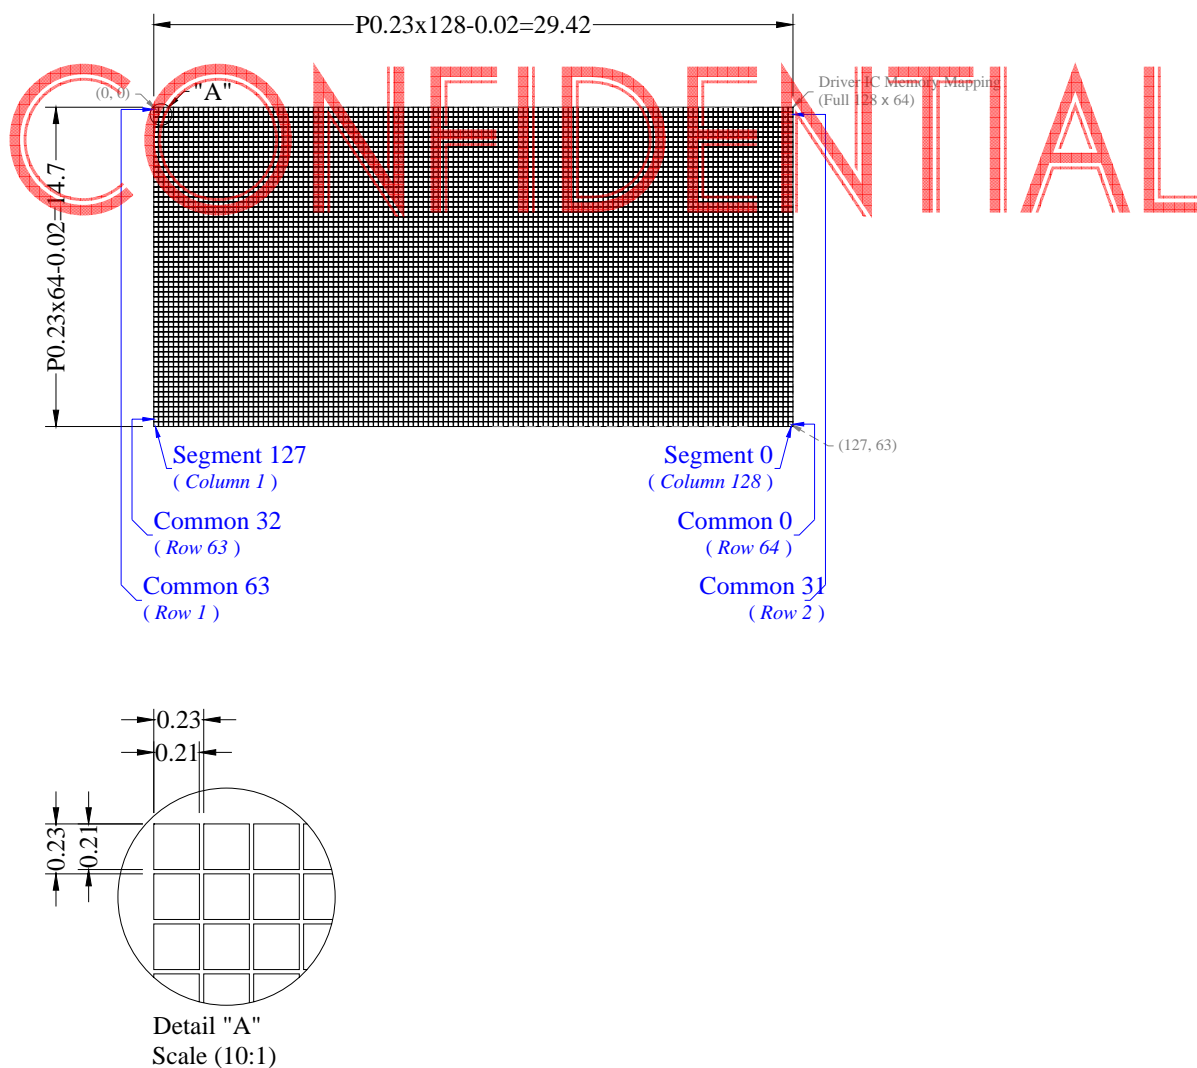 P0.23x128-0.02=29.42
CONFIDENTIAL
(0, 0)
"A"
Driver IC Memory Mapping
(Full 128 x 64)
P0.23x64-0.02=14.7
(127, 63)
Segment 127
( Column 1 )
Segment 0
( Column 128 )
Common 32
( Row 63 )
Common 0
( Row 64 )
Common 63
( Row 1 )
Common 31
( Row 2 )
0.23
0.21
0.23
0.21
Detail "A"
Scale (10:1)